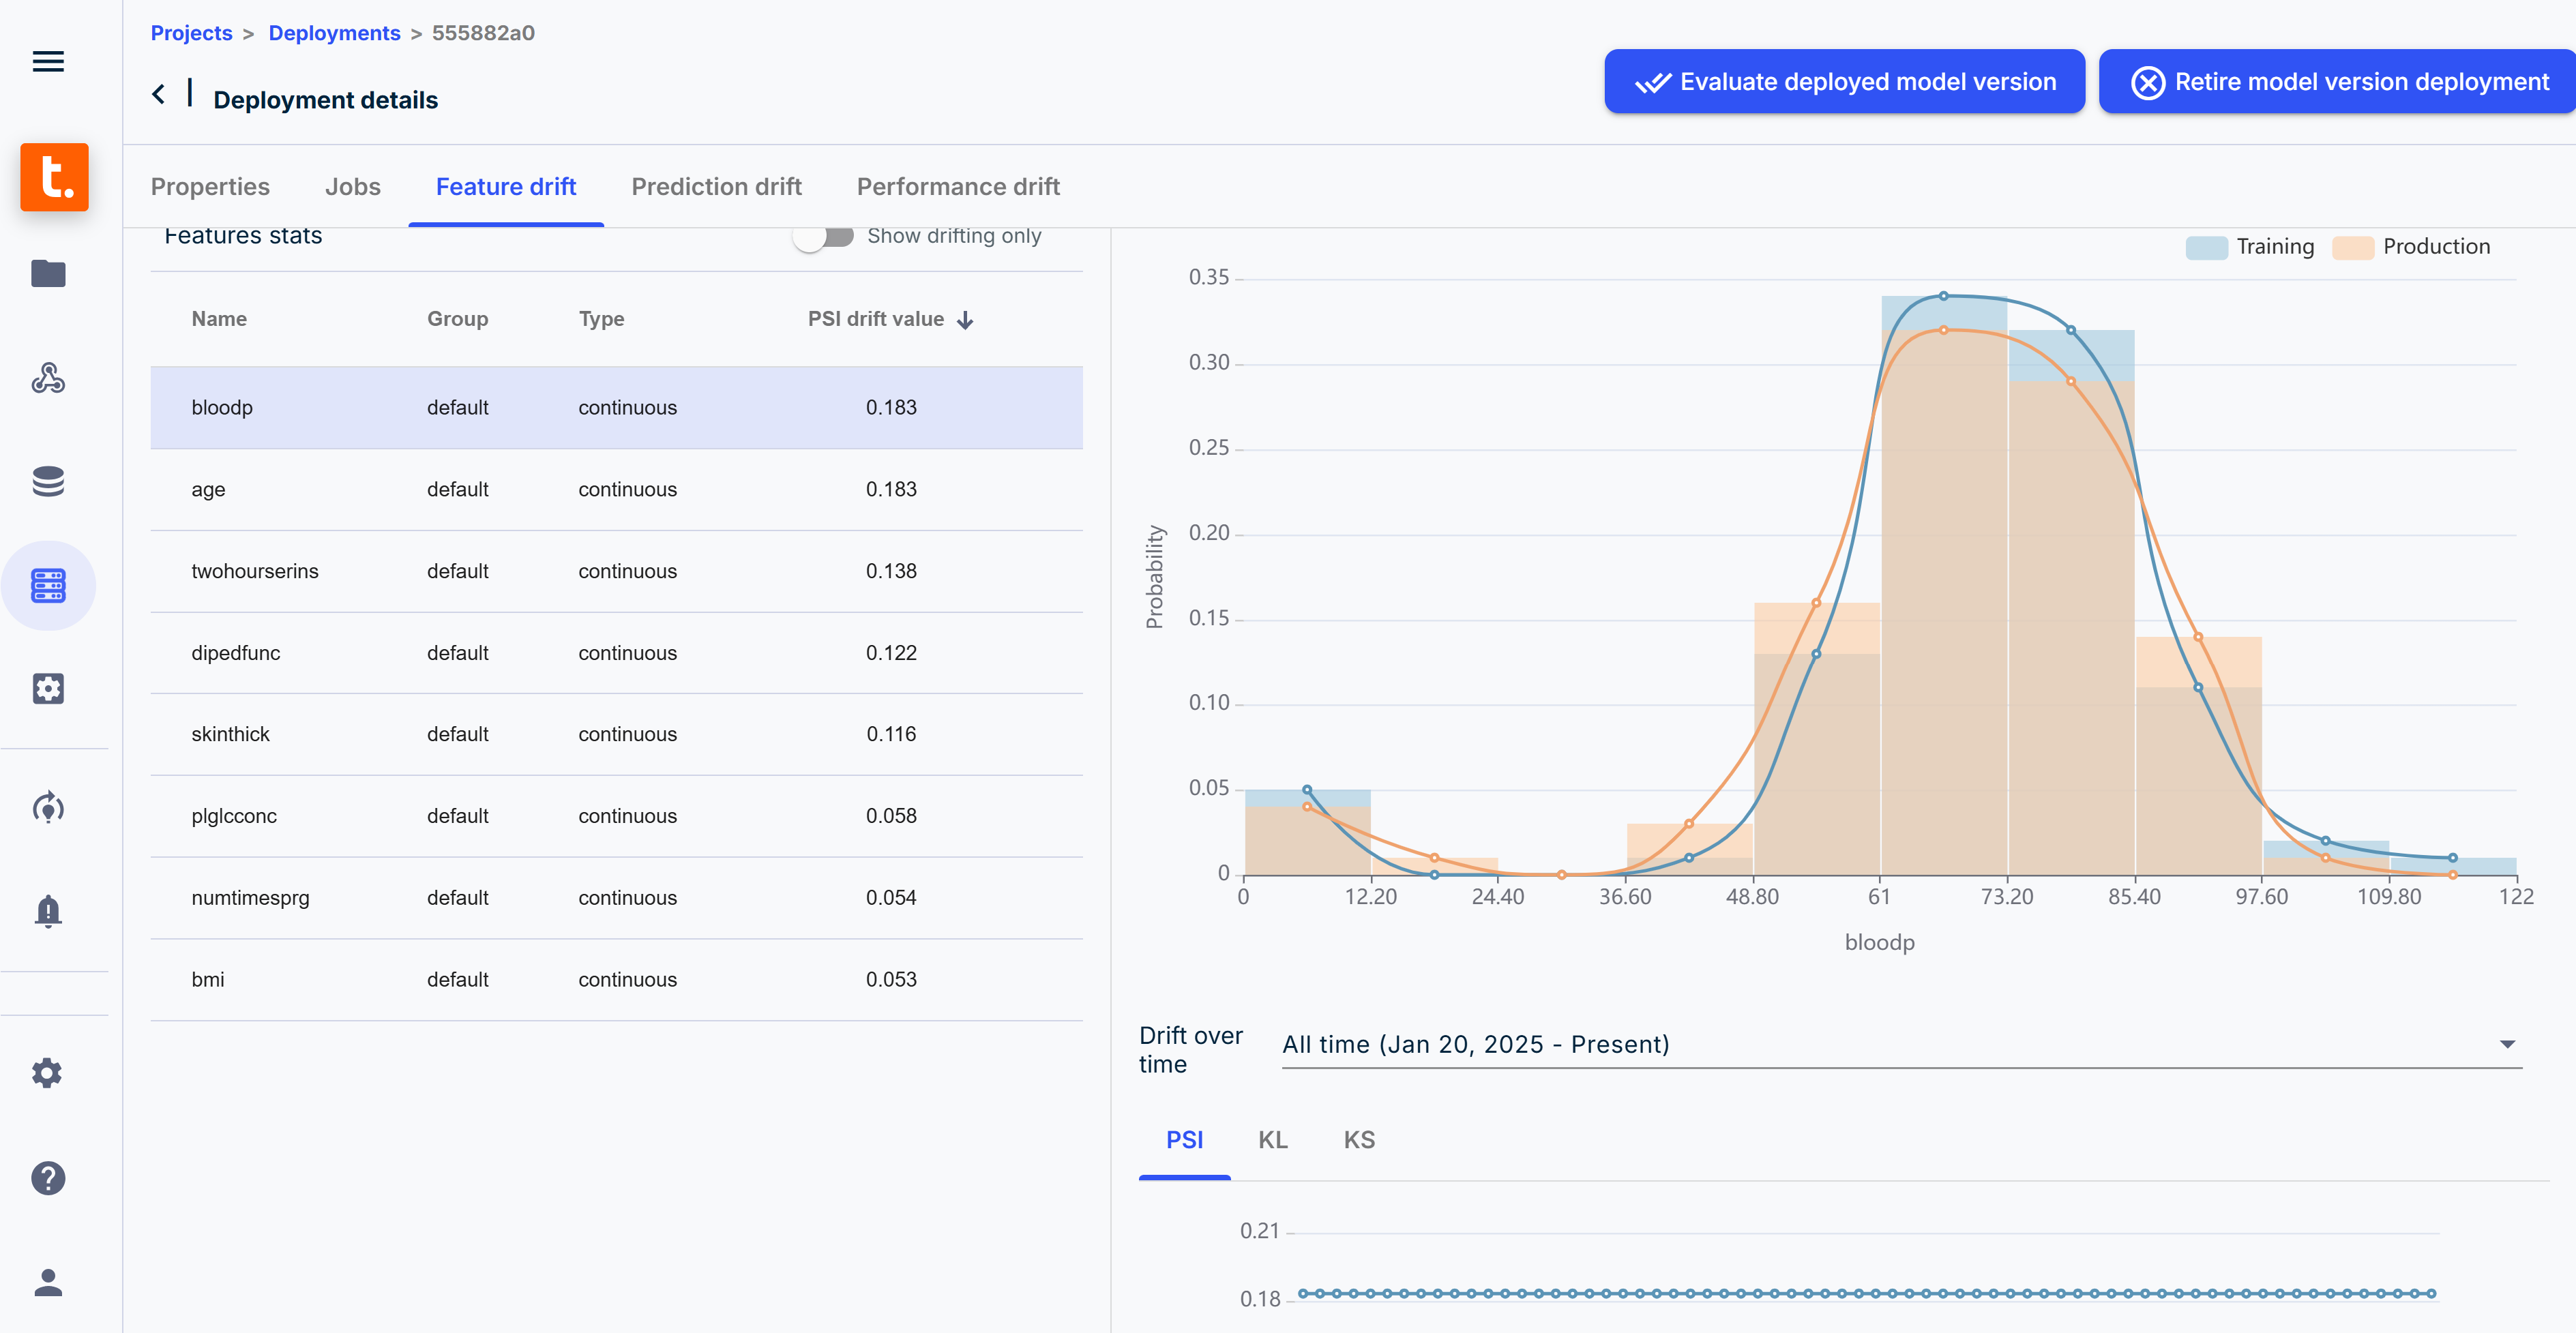 Projects > Deployments > 555882a0
Deployment details
Evaluate deployed model version
Retire model version deployment
t.
Properties Jobs Feature drift Prediction drift Performance drift
Features stats Show drifting only
Name Group Type PSI drift value
bloodp default continuous 0.183
age default continuous 0.183
twohourserins default continuous 0.138
dipedfunc default continuous 0.122
skinthick default continuous 0.116
plglcconc default continuous 0.058
numtimesprg default continuous 0.054
bmi default continuous 0.053
Training Production
0.35
0.30
0.25
0.20
0.15
0.10
0.05
0
Probability
0 12.20 24.40 36.60 48.80 61 73.20 85.40 97.60 109.80 122
bloodp
Drift over
time
All time (Jan 20, 2025 - Present)
PSI KL KS
0.21
0.18